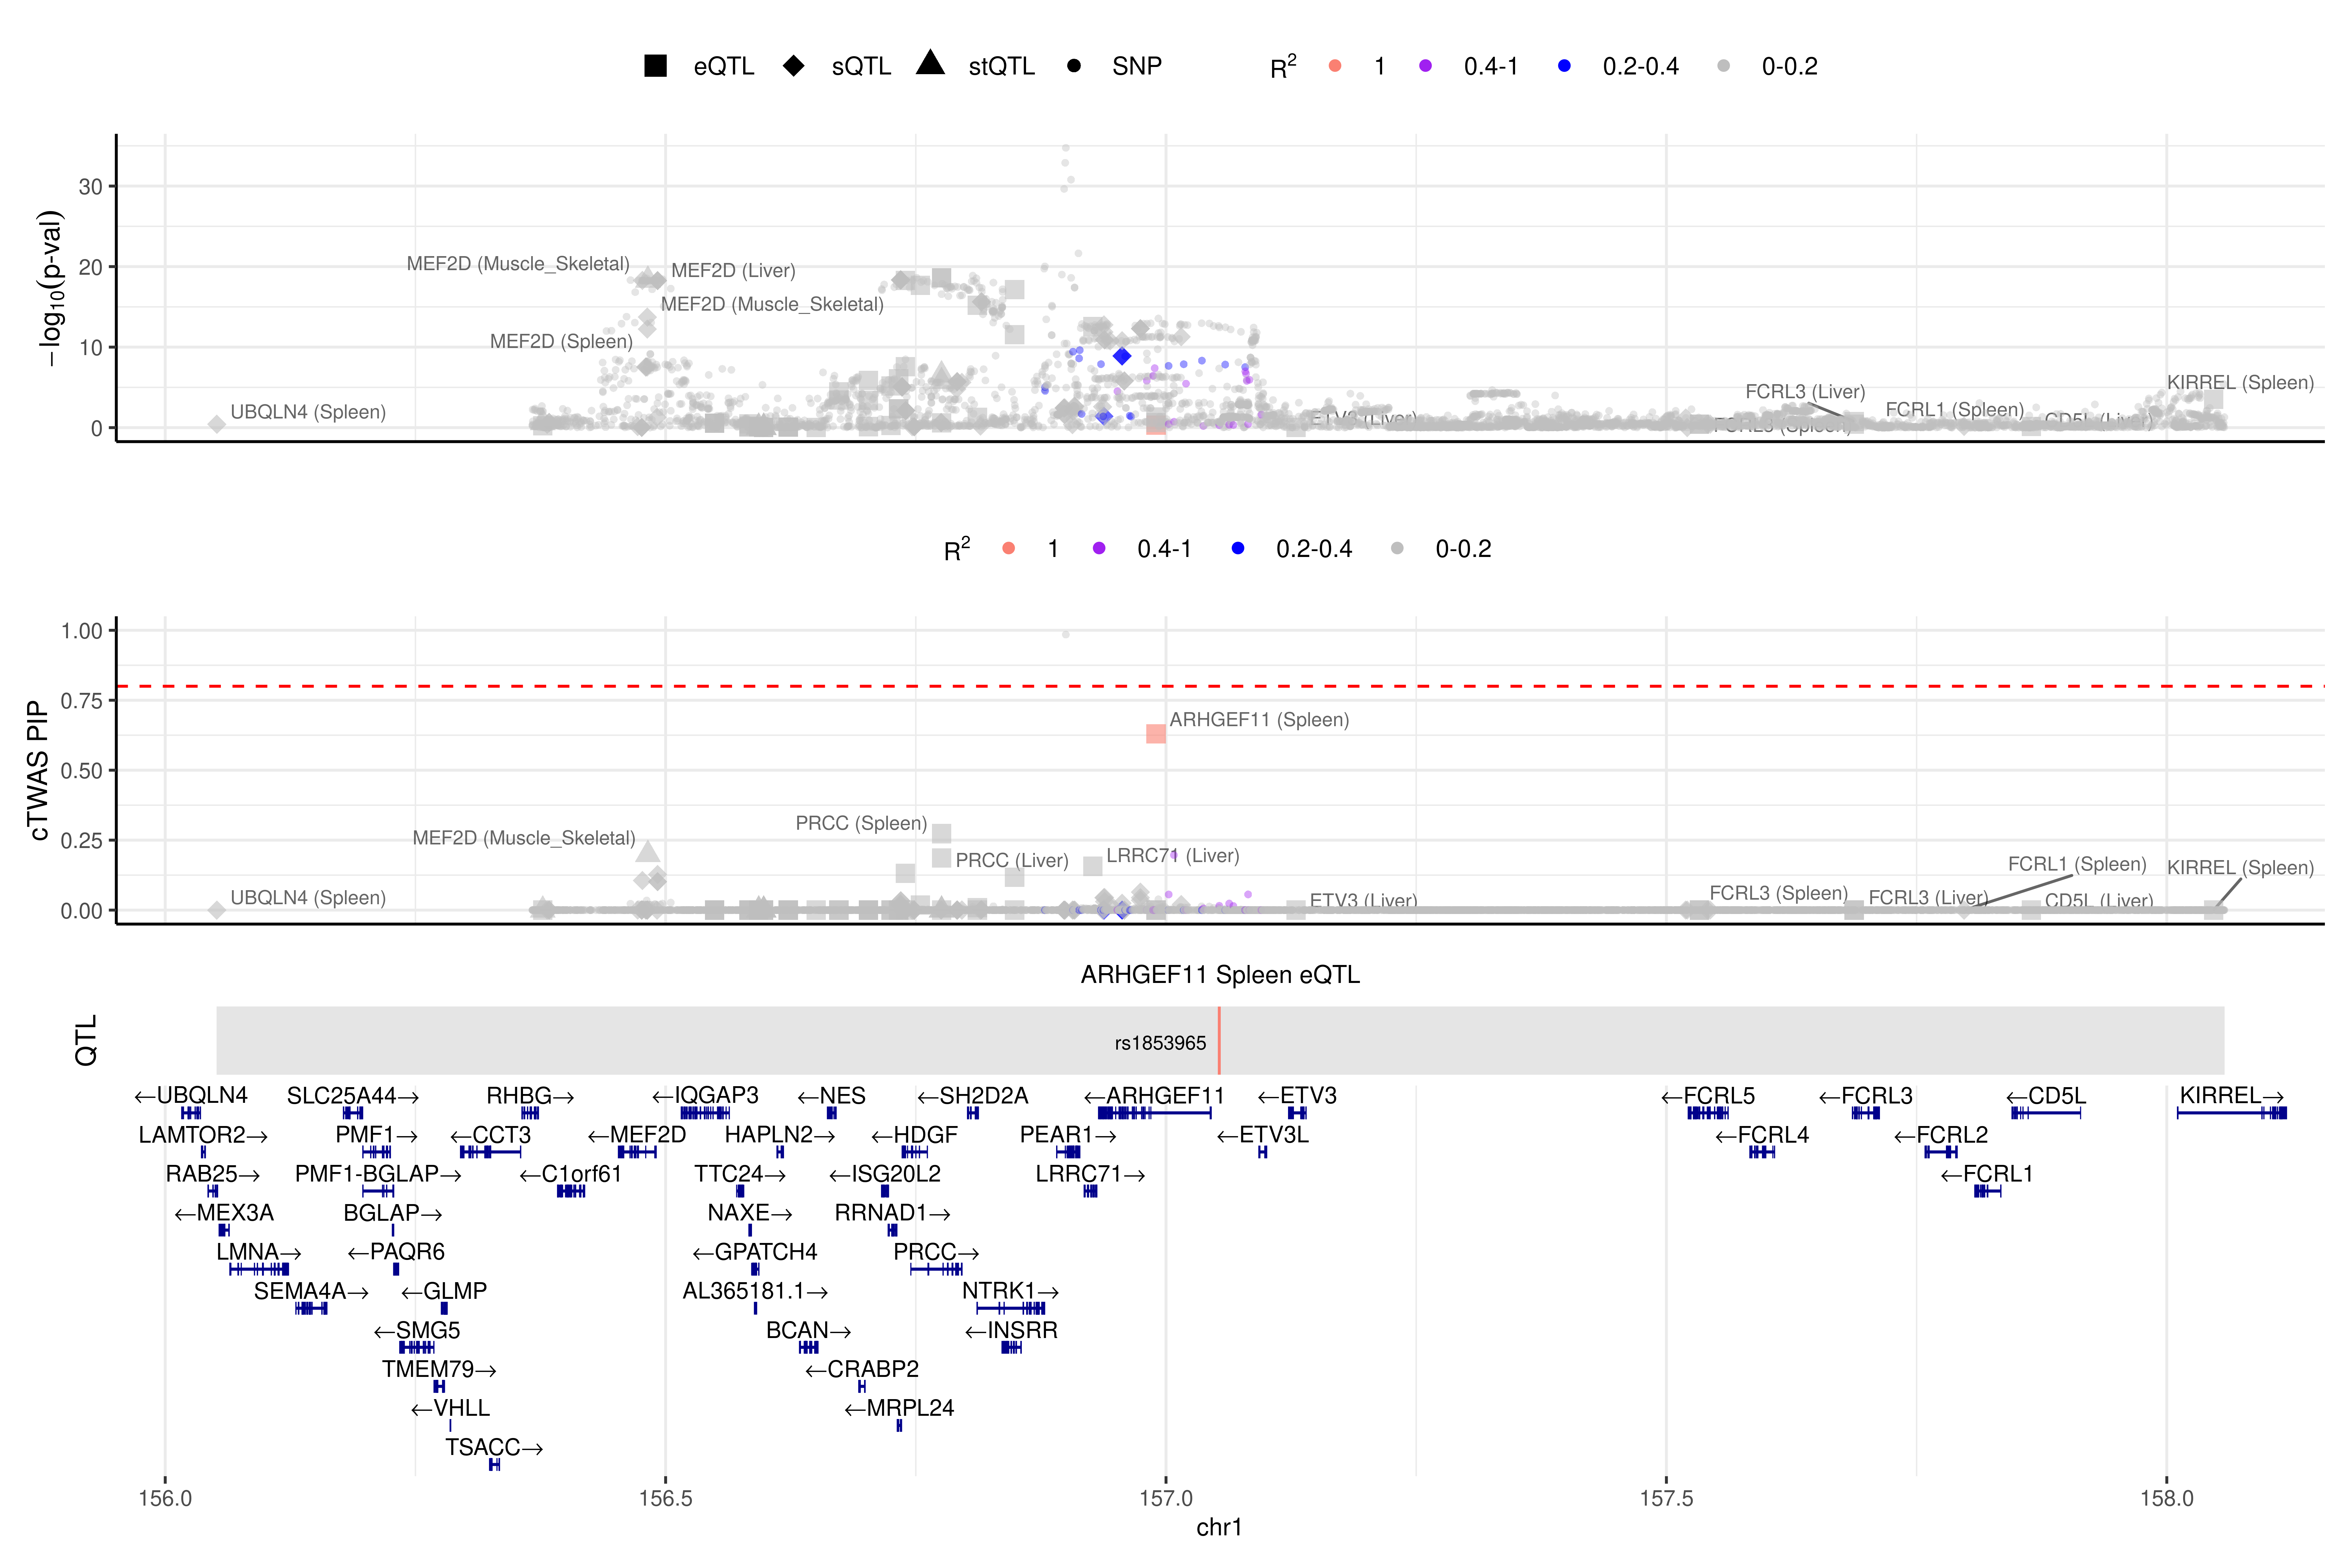 eQTL sQTL stQTL SNP R2 1 0.4-1 0.2-0.4 0-0.2
−log10(p-val)
30
20
10
0
MEF2D (Muscle_Skeletal)
MEF2D (Liver)
MEF2D (Muscle_Skeletal)
MEF2D (Spleen)
UBQLN4 (Spleen)
ETV3 (Liver)
FCRL3 (Spleen)
FCRL3 (Liver)
FCRL1 (Spleen)
CD5L (Liver)
KIRREL (Spleen)
R2 1 0.4-1 0.2-0.4 0-0.2
cTWAS PIP
1.00
0.75
0.50
0.25
0.00
ARHGEF11 (Spleen)
PRCC (Spleen)
MEF2D (Muscle_Skeletal)
PRCC (Liver)
LRRC71 (Liver)
UBQLN4 (Spleen)
ETV3 (Liver)
FCRL3 (Spleen)
FCRL3 (Liver)
FCRL1 (Spleen)
CD5L (Liver)
KIRREL (Spleen)
ARHGEF11 Spleen eQTL
QTL
rs1853965
←UBQLN4 SLC25A44→ RHBG→ ←IQGAP3 ←NES ←SH2D2A ←ARHGEF11 ←ETV3 ←FCRL5 ←FCRL3 ←CD5L KIRREL→
LAMTOR2→ PMF1→ ←CCT3 ←MEF2D HAPLN2→ ←HDGF PEAR1→ ←ETV3L ←FCRL4 ←FCRL2
RAB25→ PMF1-BGLAP→ ←C1orf61 TTC24→ ←ISG20L2 LRRC71→ ←FCRL1
←MEX3A BGLAP→ NAXE→ RRNAD1→
LMNA→ ←PAQR6 ←GPATCH4 PRCC→
SEMA4A→ ←GLMP AL365181.1→ NTRK1→
←SMG5 BCAN→ ←INSRR
TMEM79→ ←CRABP2
←VHLL ←MRPL24
TSACC→
156.0 156.5 157.0 157.5 158.0
chr1